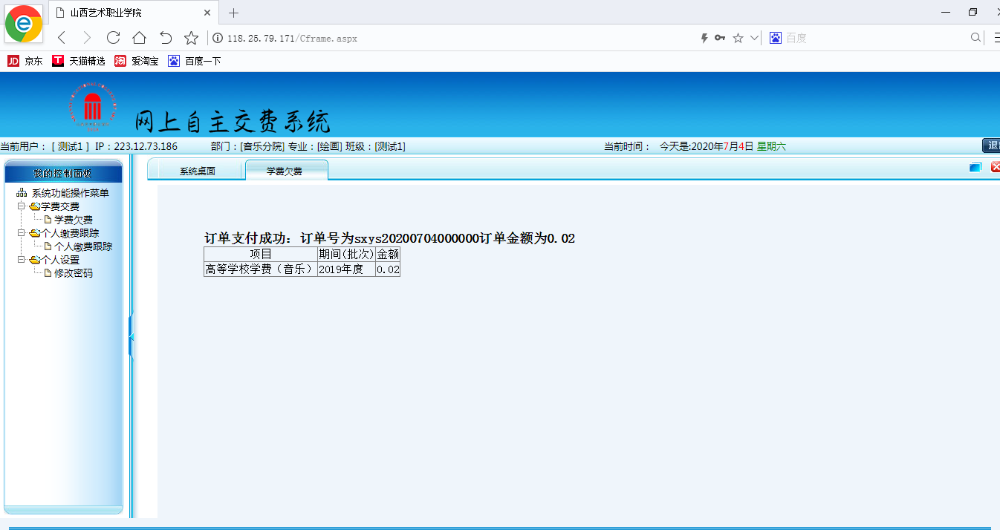 山西艺术职业学院
118.25.79.171/Cframe.aspx
百度
JD 京东 T 天猫精选 淘 爱淘宝 百度一下
网上自主交费系统
当前用户： [ 测试1 ] IP：223.12.73.186 部门：[音乐分院] 专业：[绘画] 班级：[测试1] 当前时间： 今天是:2020年7月4日 星期六
我的控制面板
系统桌面 学费欠费
系统功能操作菜单
学费交费
学费欠费
个人缴费跟踪
个人缴费跟踪
个人设置
修改密码
订单支付成功：订单号为sxys20200704000000订单金额为0.02
项目 期间(批次) 金额
高等学校学费（音乐） 2019年度 0.02